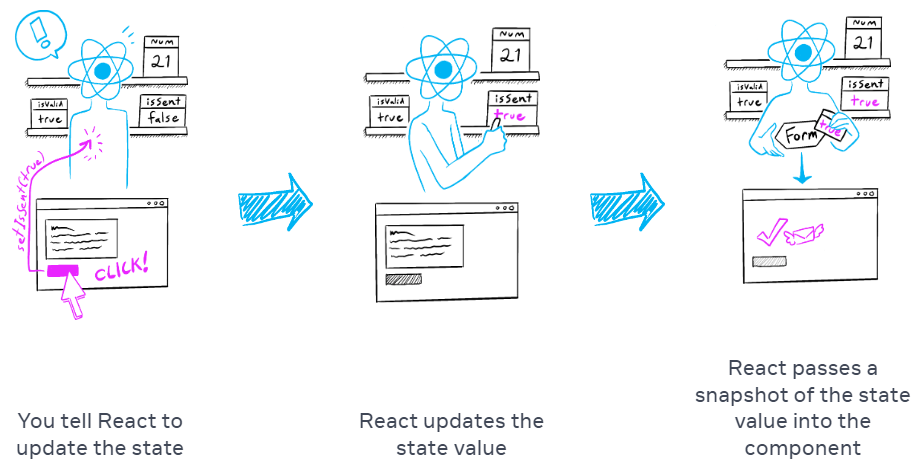 Num
21
isValid
true
isSent
false
setIsSent(true)
CLICK!
You tell React to
update the state
Num
21
isValid
true
isSent
true
React updates the
state value
Num
21
isValid
true
isSent
true
Form
true
React passes a
snapshot of the state
value into the
component